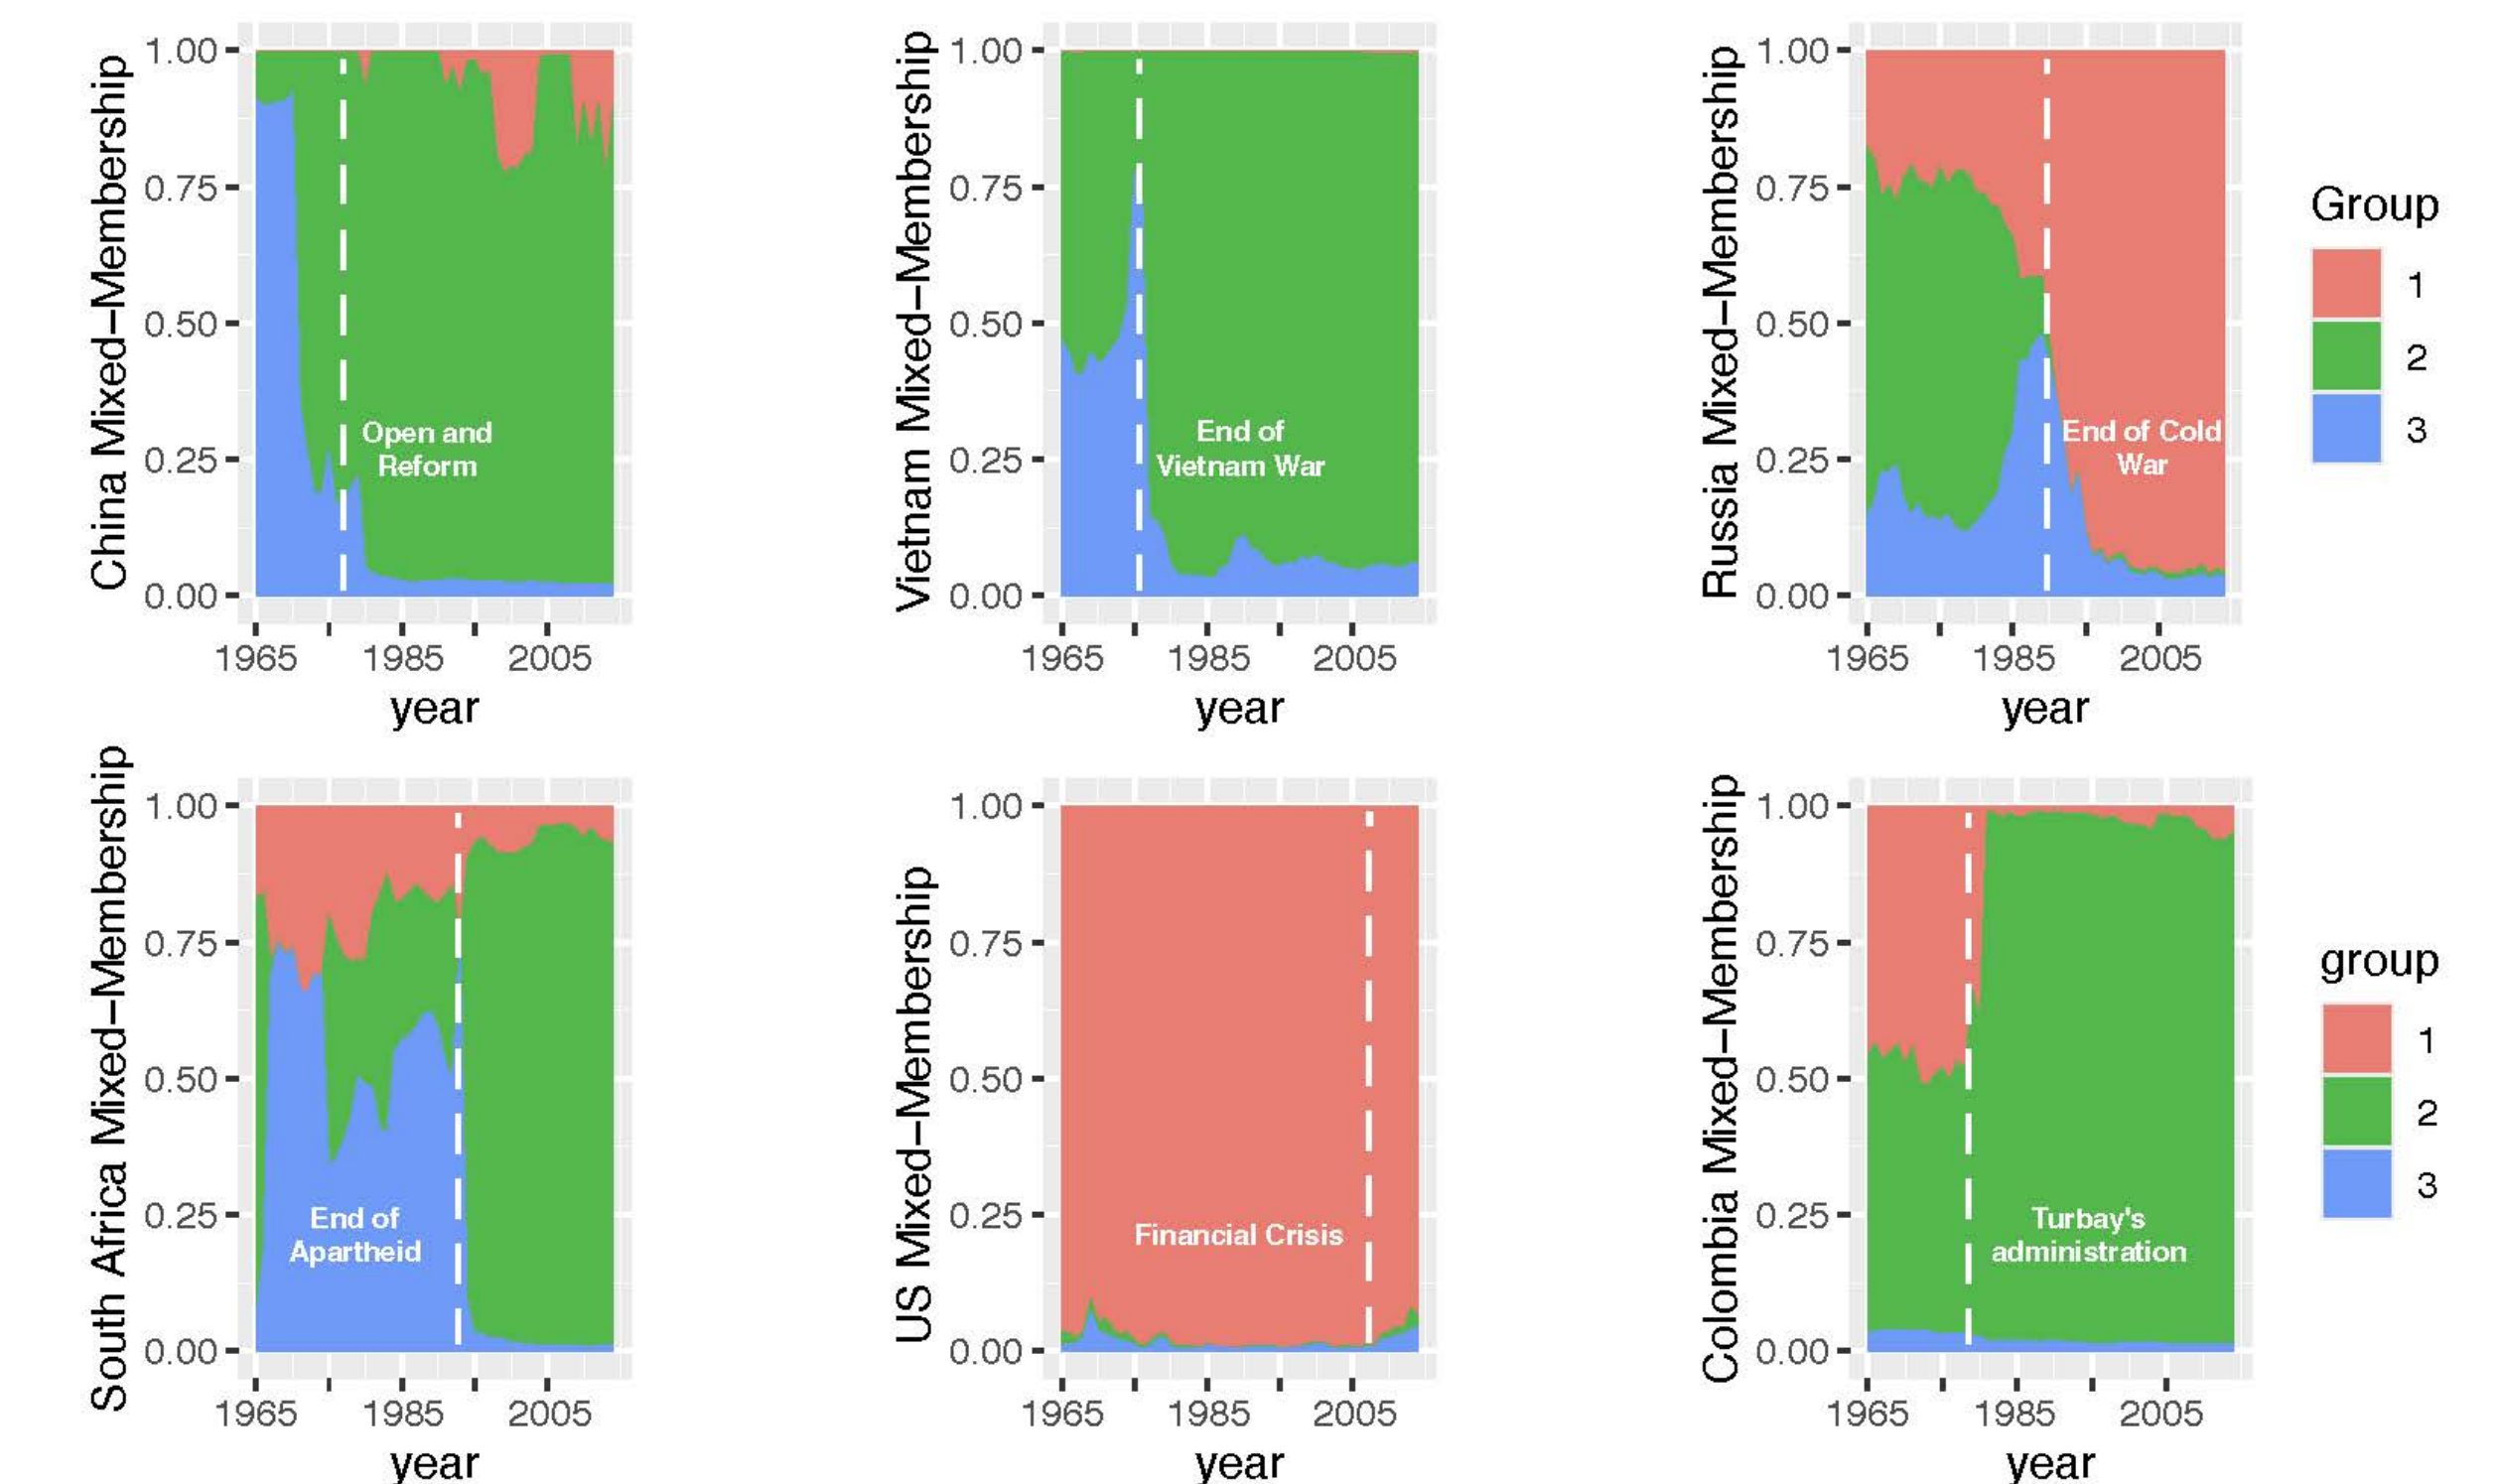 China Mixed−Membership
1.00
0.75
0.50
0.25
0.00
Open and
Reform
1965 1985 2005
year
Vietnam Mixed−Membership
1.00
0.75
0.50
0.25
0.00
End of
Vietnam War
1965 1985 2005
year
Russia Mixed−Membership
1.00
0.75
0.50
0.25
0.00
End of Cold
War
1965 1985 2005
year
Group
1
2
3
South Africa Mixed−Membership
1.00
0.75
0.50
0.25
0.00
End of
Apartheid
1965 1985 2005
year
US Mixed−Membership
1.00
0.75
0.50
0.25
0.00
Financial Crisis
1965 1985 2005
year
Colombia Mixed−Membership
1.00
0.75
0.50
0.25
0.00
Turbay's
administration
1965 1985 2005
year
group
1
2
3